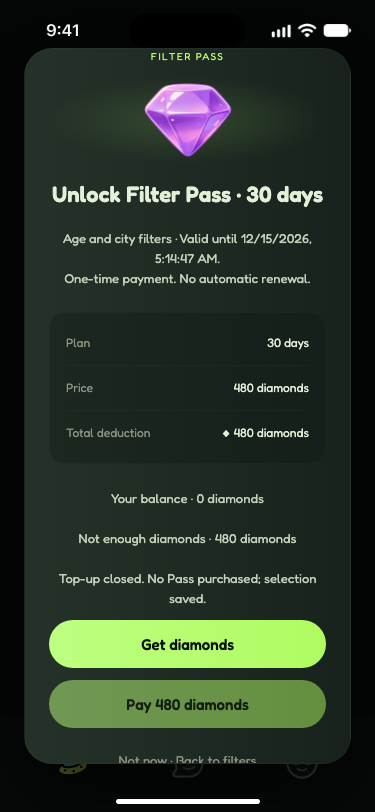 9:41
FILTER PASS
Unlock Filter Pass · 30 days
Age and city filters · Valid until 12/15/2026,
5:14:47 AM.
One-time payment. No automatic renewal.
Plan
30 days
Price
480 diamonds
Total deduction
◆ 480 diamonds
Your balance · 0 diamonds
Not enough diamonds · 480 diamonds
Top-up closed. No Pass purchased; selection
saved.
Get diamonds
Pay 480 diamonds
Not now · Back to filters